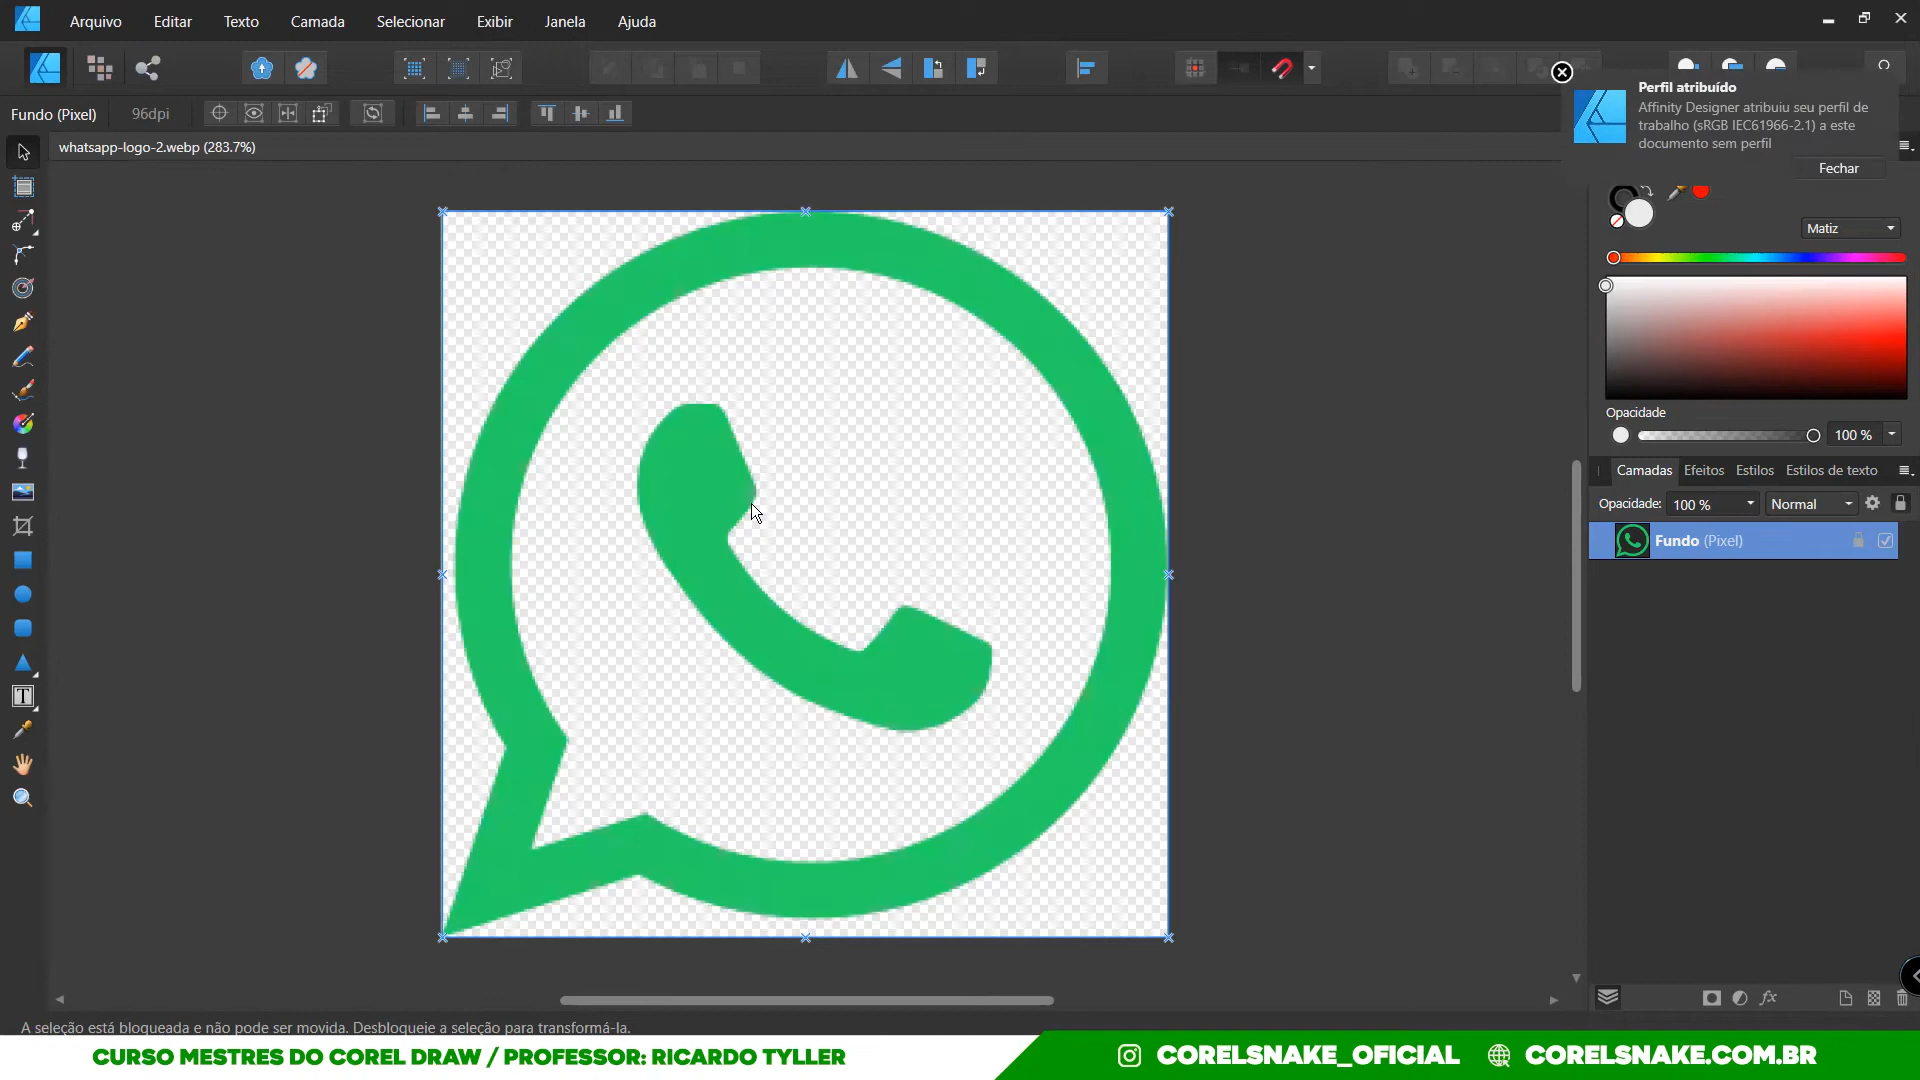 Arquivo Editar Texto Camada Selecionar Exibir Janela Ajuda
Perfil atribuído
Affinity Designer atribuiu seu perfil de
trabalho (sRGB IEC61966-2.1) a este
documento sem perfil
Fechar
Fundo (Pixel) 96dpi
whatsapp-logo-2.webp (283.7%)
Matiz
Opacidade
100 %
Camadas Efeitos Estilos Estilos de texto
Opacidade: 100 % Normal
Fundo (Pixel)
A seleção está bloqueada e não pode ser movida. Desbloqueie a seleção para transformá-la.
CURSO MESTRES DO COREL DRAW / PROFESSOR: RICARDO TYLLER
CORELSNAKE_OFICIAL CORELSNAKE.COM.BR